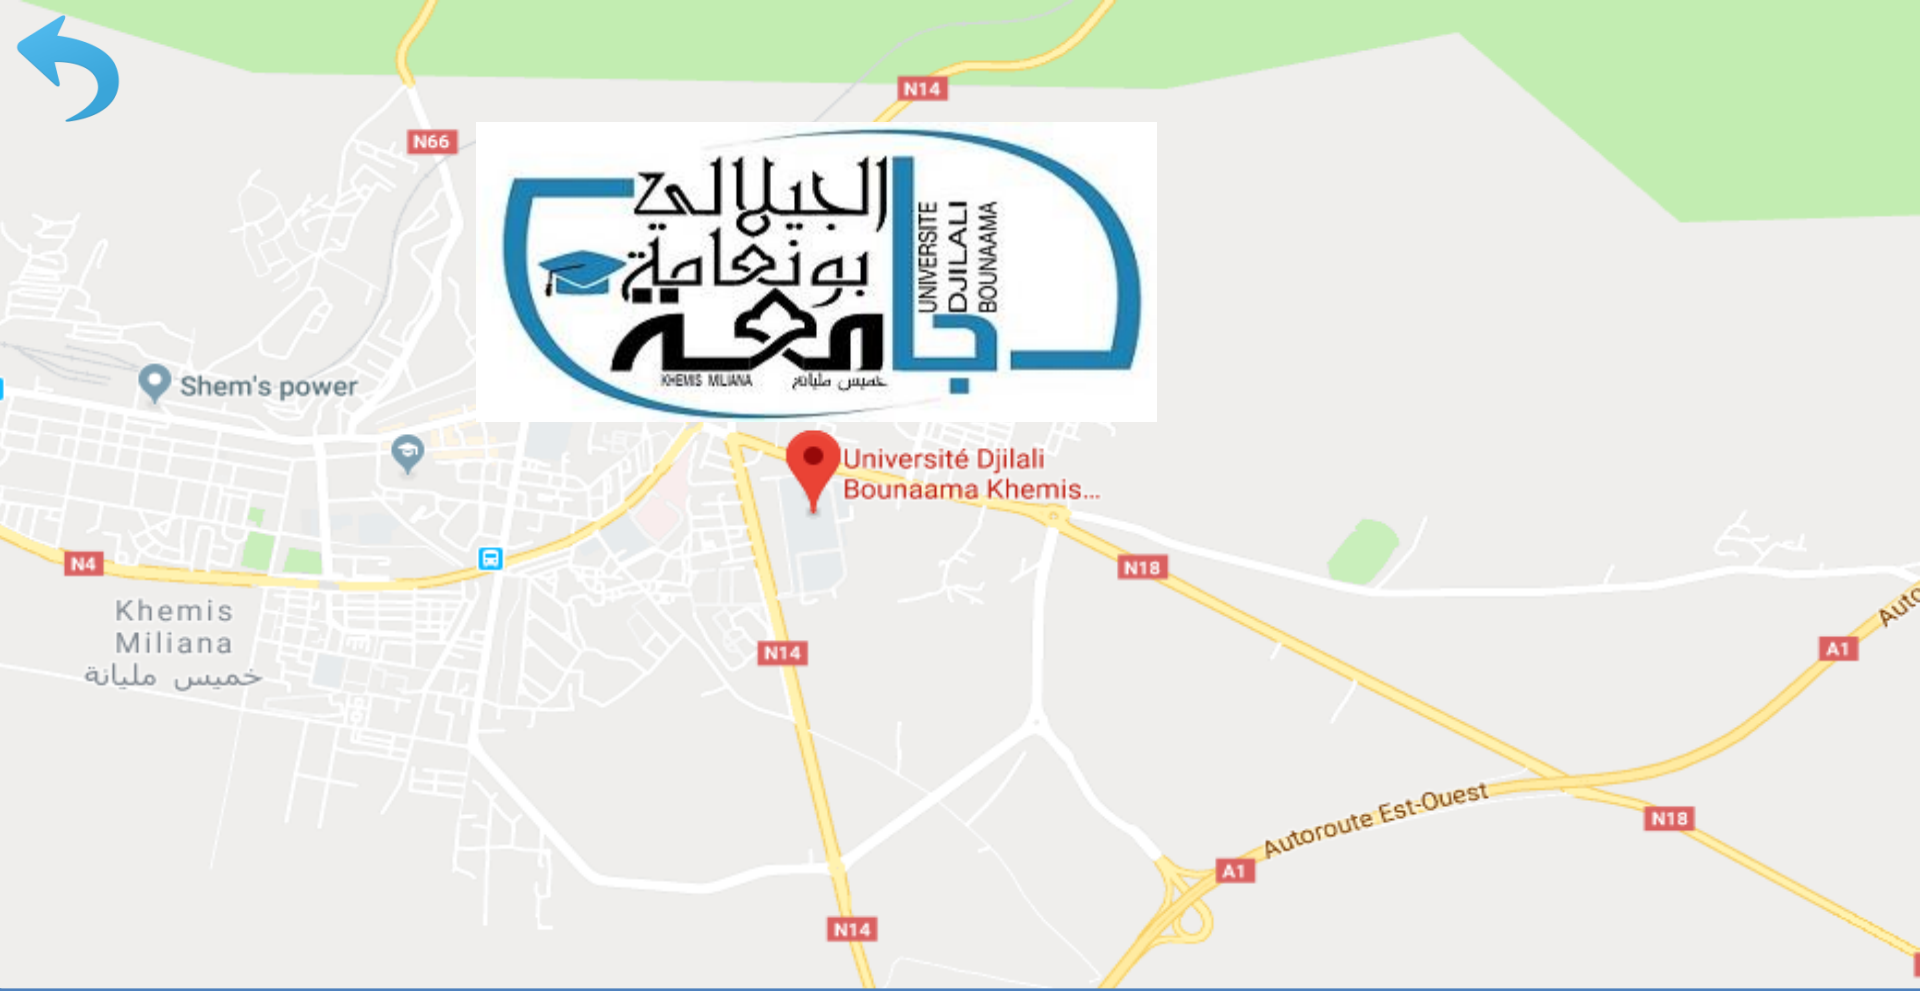 N14
N66
الجيلالي
بونعامة
جامعة
UNIVERSITE
DJILALI
BOUNAAMA
KHEMIS MILIANA
خميس مليانة
Shem's power
Université Djilali
Bounaama Khemis...
N4
N18
Khemis
Miliana
خميس مليانة
N14
A1
Auto
Autoroute Est-Ouest
N18
A1
N14